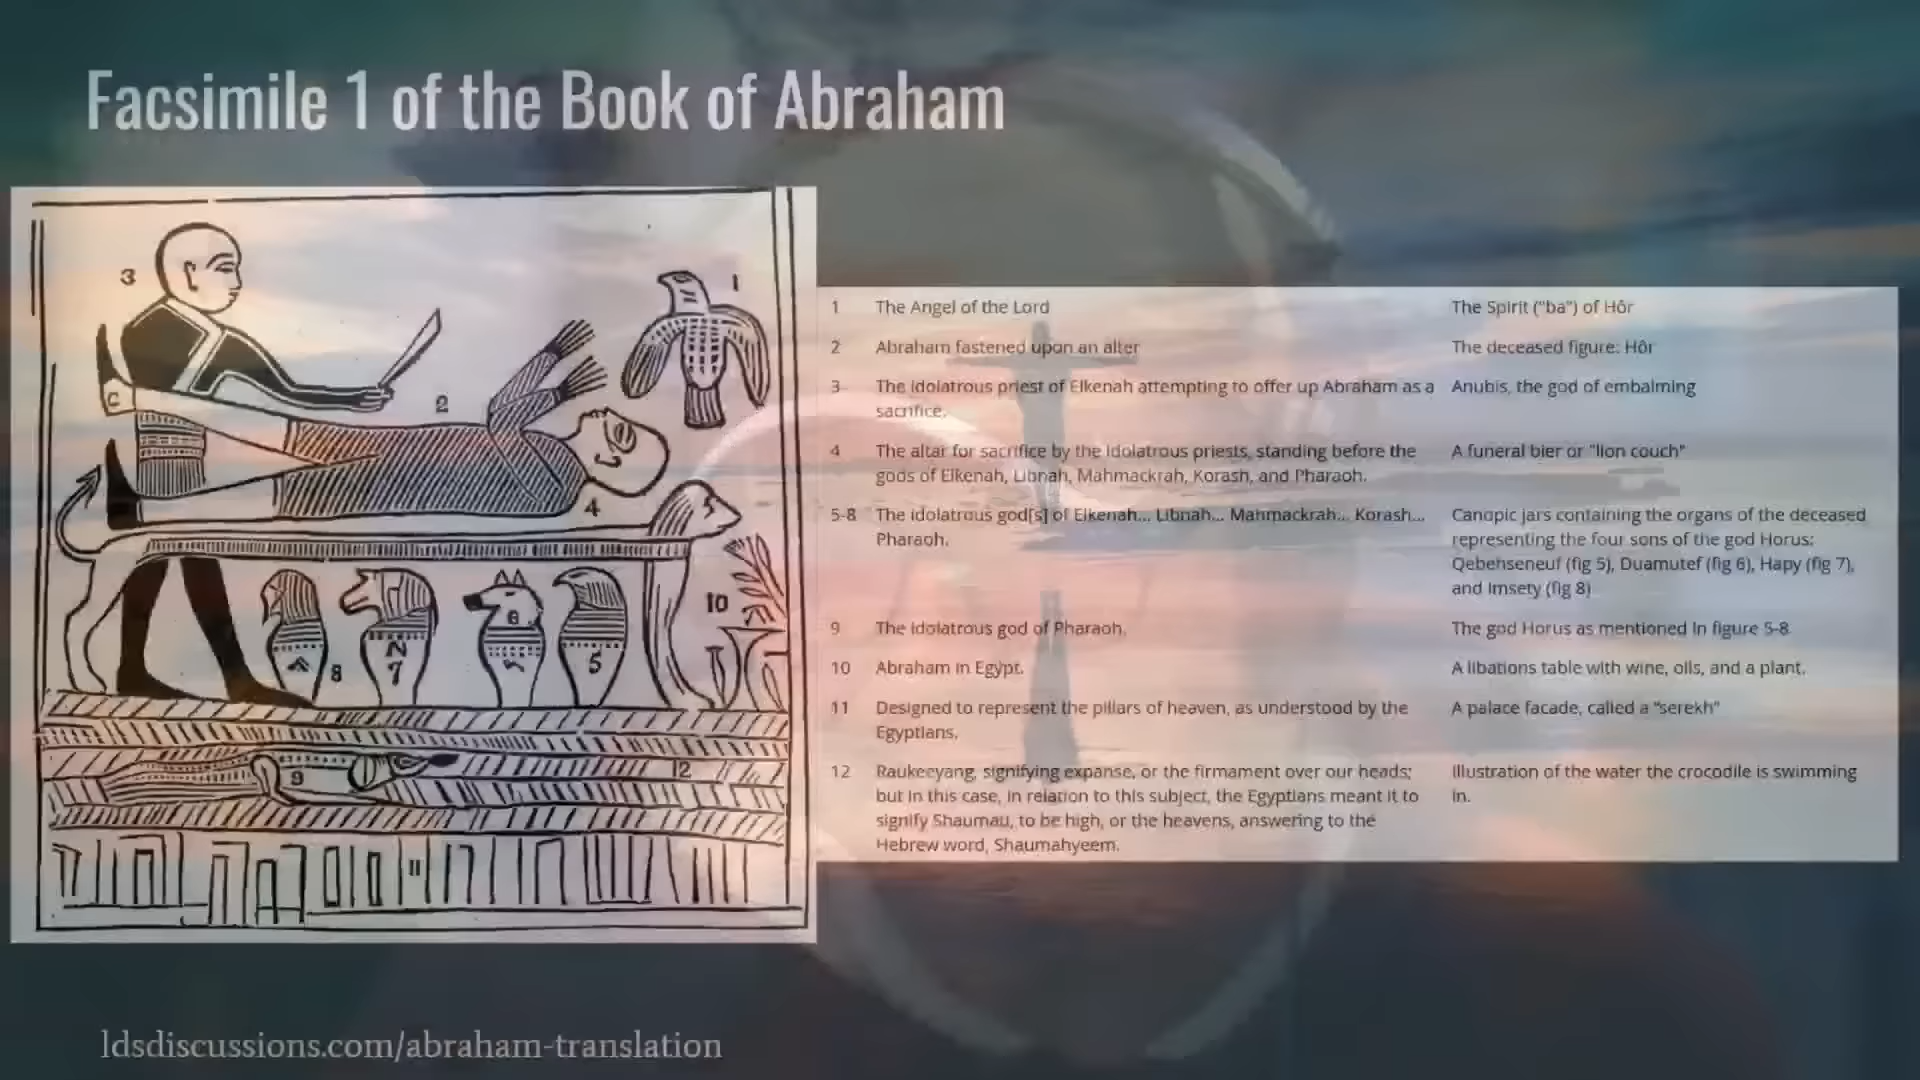 Facsimile 1 of the Book of Abraham
3
1
C
2
4
10
6
N
7
8
5
9
12
11
1 The Angel of the Lord The Spirit ("ba") of Hôr
2 Abraham fastened upon an alter The deceased figure: Hôr
3 The idolatrous priest of Elkenah attempting to offer up Abraham as a Anubis, the god of embalming
sacrifice.
4 The altar for sacrifice by the idolatrous priests, standing before the A funeral bier or "lion couch"
gods of Elkenah, Libnah, Mahmackrah, Korash, and Pharaoh.
5-8 The idolatrous god[s] of Elkenah... Libnah... Mahmackrah... Korash... Canopic jars containing the organs of the deceased
Pharaoh. representing the four sons of the god Horus:
Qebehseneuf (fig 5), Duamutef (fig 6), Hapy (fig 7),
and Imsety (fig 8)
9 The idolatrous god of Pharaoh. The god Horus as mentioned in figure 5-8
10 Abraham in Egypt. A libations table with wine, oils, and a plant.
11 Designed to represent the pillars of heaven, as understood by the A palace facade, called a "serekh"
Egyptians.
12 Raukeeyang, signifying expanse, or the firmament over our heads; Illustration of the water the crocodile is swimming
but in this case, in relation to this subject, the Egyptians meant it to in.
signify Shaumau, to be high, or the heavens, answering to the
Hebrew word, Shaumahyeem.
ldsdiscussions.com/abraham-translation